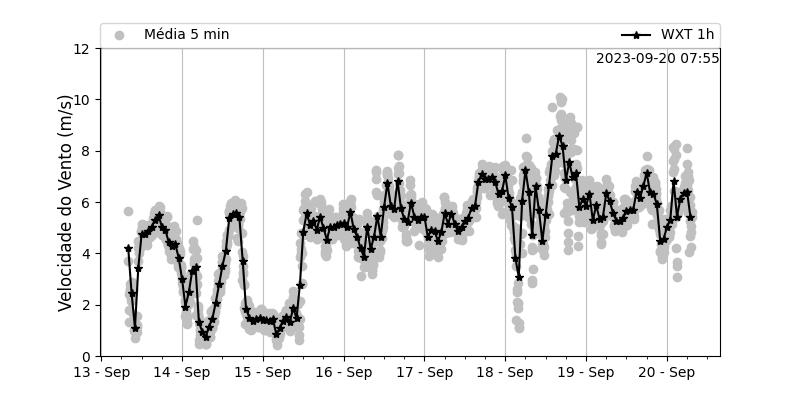 Média 5 min
WXT 1h
2023-09-20 07:55
Velocidade do Vento (m/s)
12
10
8
6
4
2
0
13 - Sep 14 - Sep 15 - Sep 16 - Sep 17 - Sep 18 - Sep 19 - Sep 20 - Sep